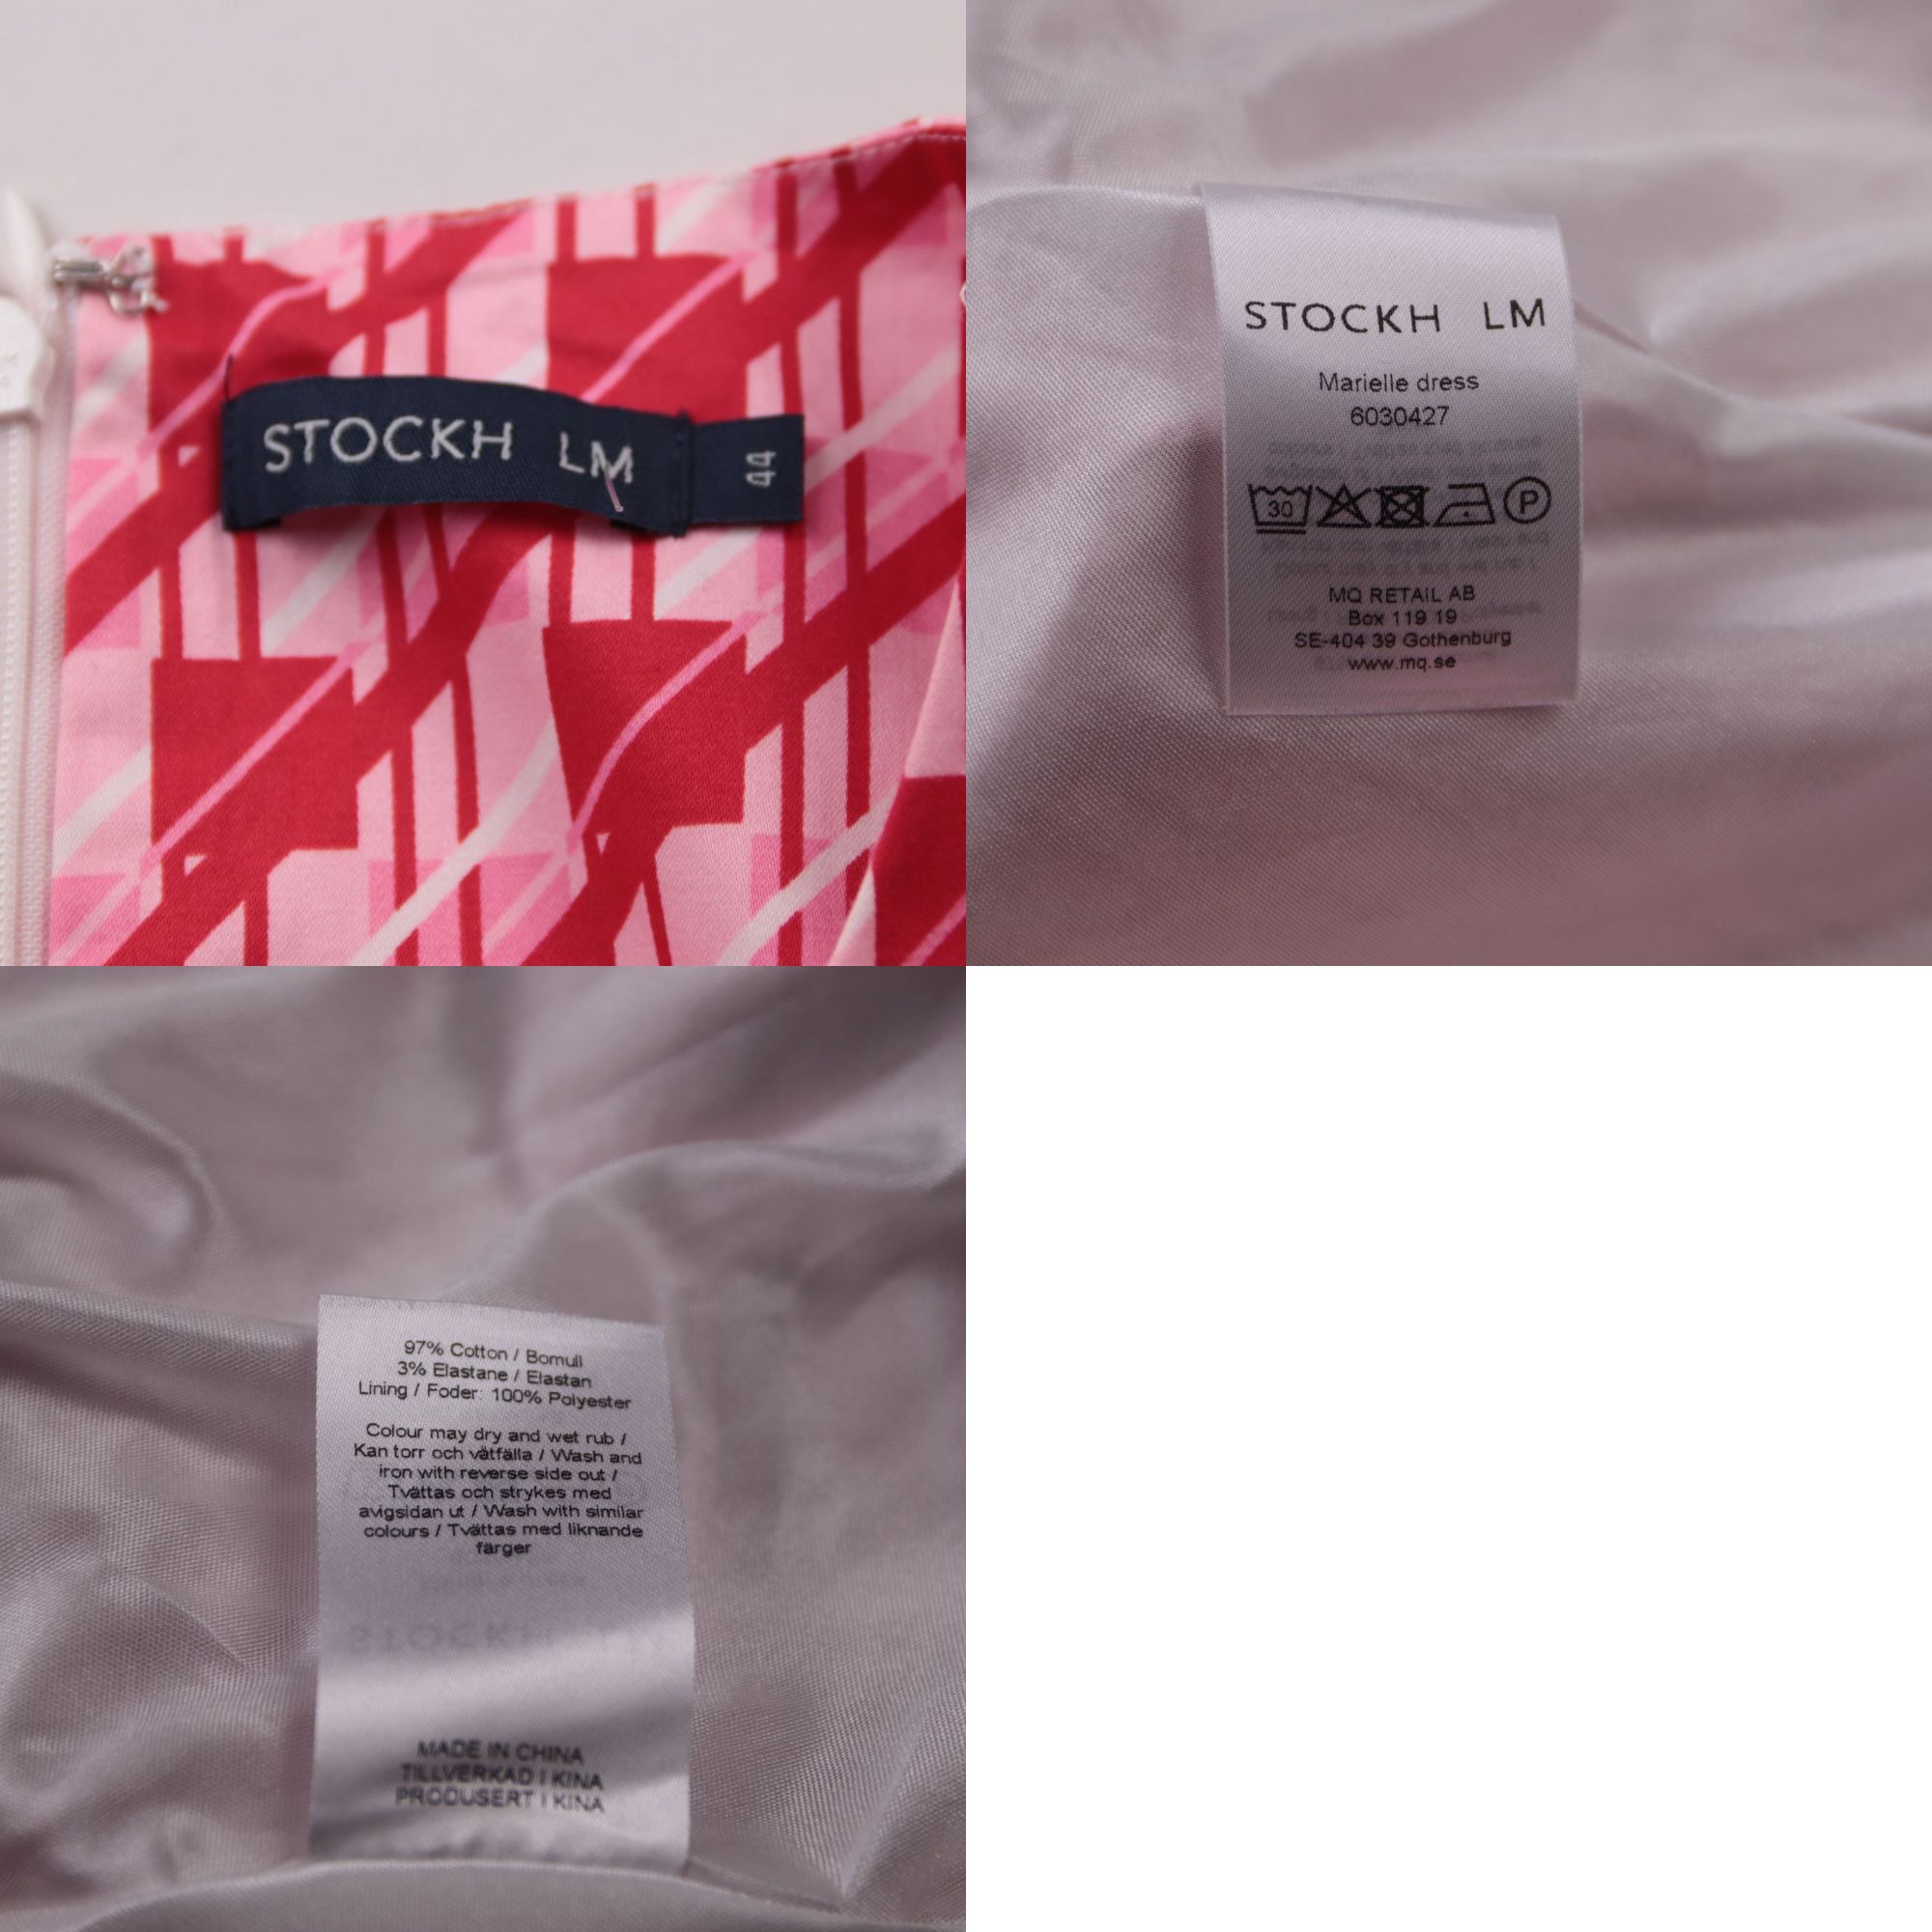 STOCKH LM
44
STOCKH LM
Marielle dress
6030427
30
P
MQ RETAIL AB
Box 119 19
SE-404 39 Gothenburg
www.mq.se
97% Cotton / Bomull
3% Elastane / Elastan
Lining / Foder: 100% Polyester
Colour may dry and wet rub /
Kan torr och våtfälla / Wash and
iron with reverse side out /
Tvättas och strykes med
avigsidan ut / Wash with similar
colours / Tvättas med liknande
färger
MADE IN CHINA
TILLVERKAD I KINA
PRODUSERT I KINA